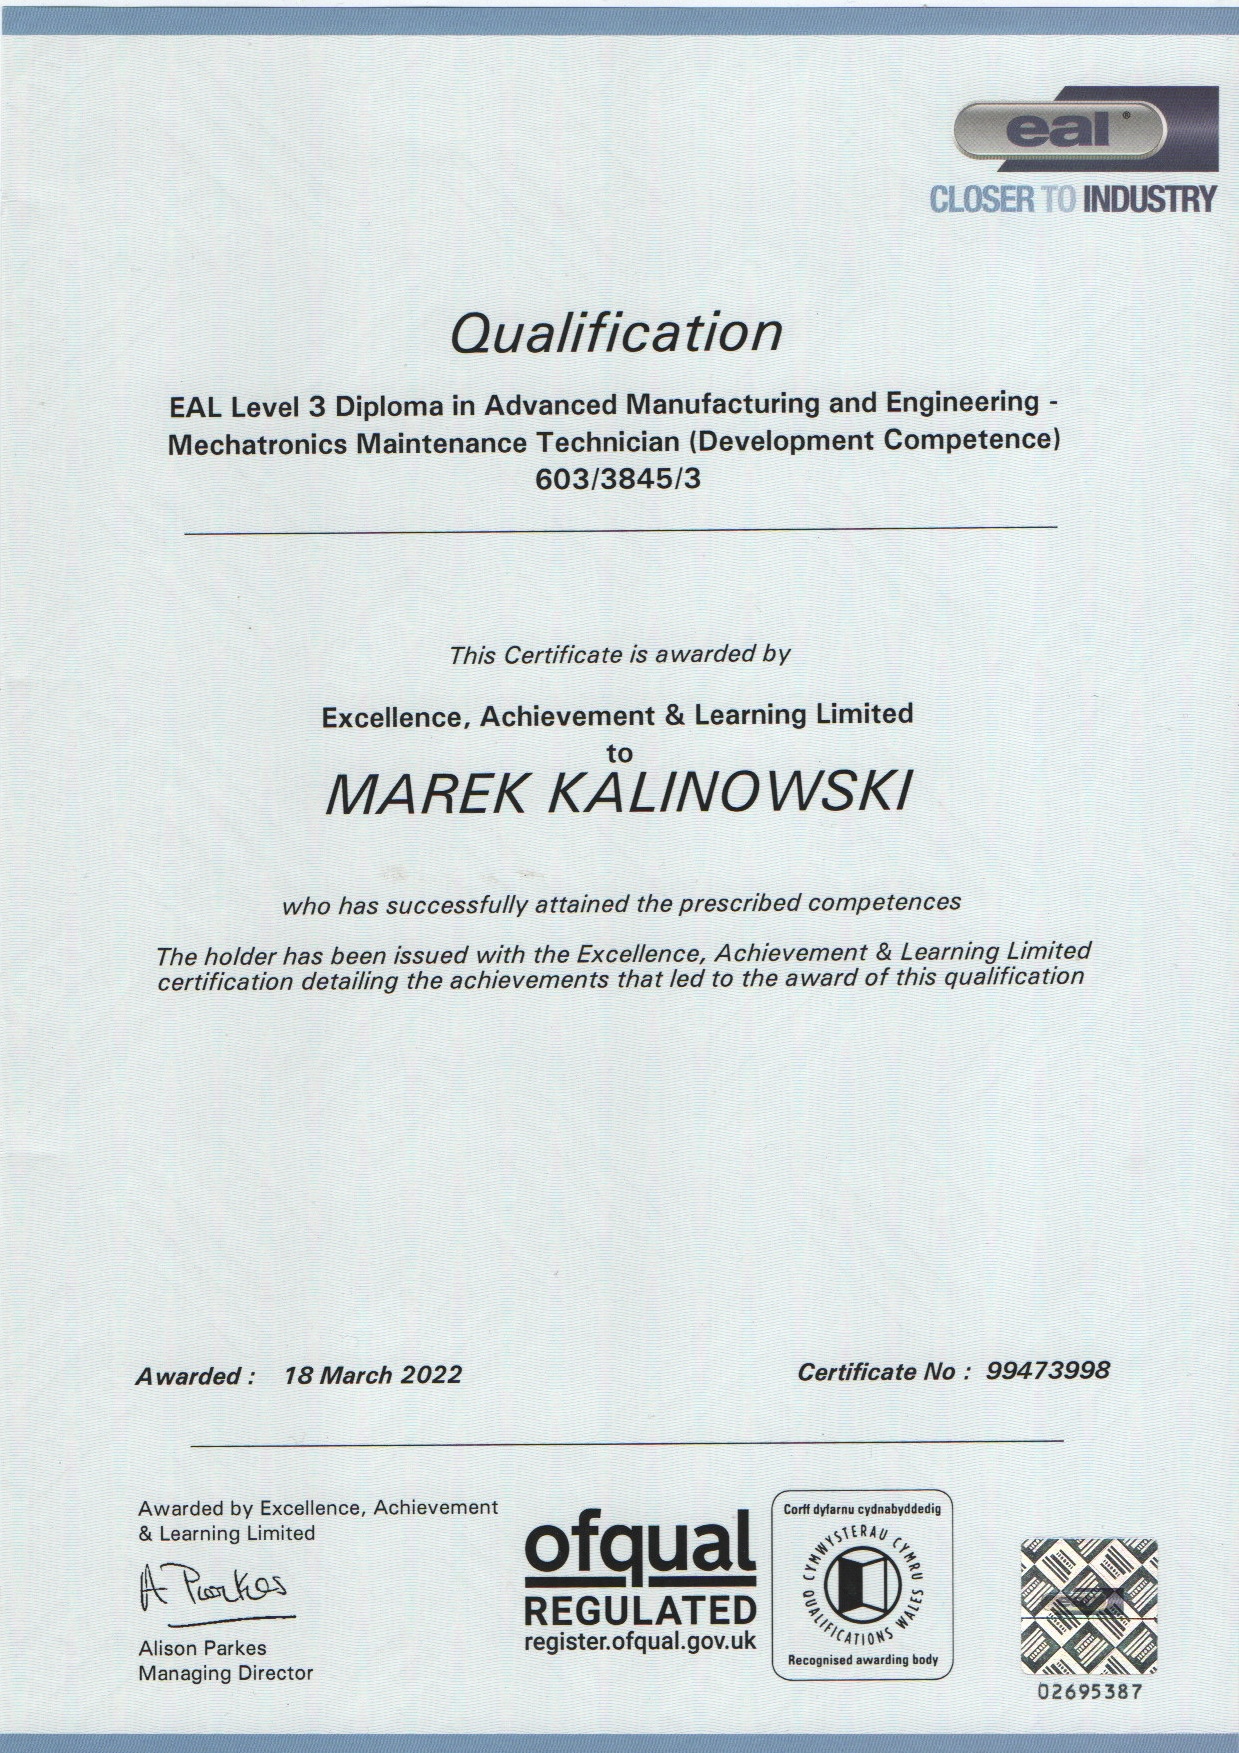 eal ®
CLOSER TO INDUSTRY
Qualification
EAL Level 3 Diploma in Advanced Manufacturing and Engineering -
Mechatronics Maintenance Technician (Development Competence)
603/3845/3
This Certificate is awarded by
Excellence, Achievement & Learning Limited
to
MAREK KALINOWSKI
who has successfully attained the prescribed competences
The holder has been issued with the Excellence, Achievement & Learning Limited
certification detailing the achievements that led to the award of this qualification
Awarded : 18 March 2022
Certificate No : 99473998
Awarded by Excellence, Achievement
& Learning Limited
A Parkes
Alison Parkes
Managing Director
ofqual
REGULATED
register.ofqual.gov.uk
Corff dyfarnu cydnabyddedig
CYMWYSTERAU CYMRU
QUALIFICATIONS WALES
Recognised awarding body
02695387